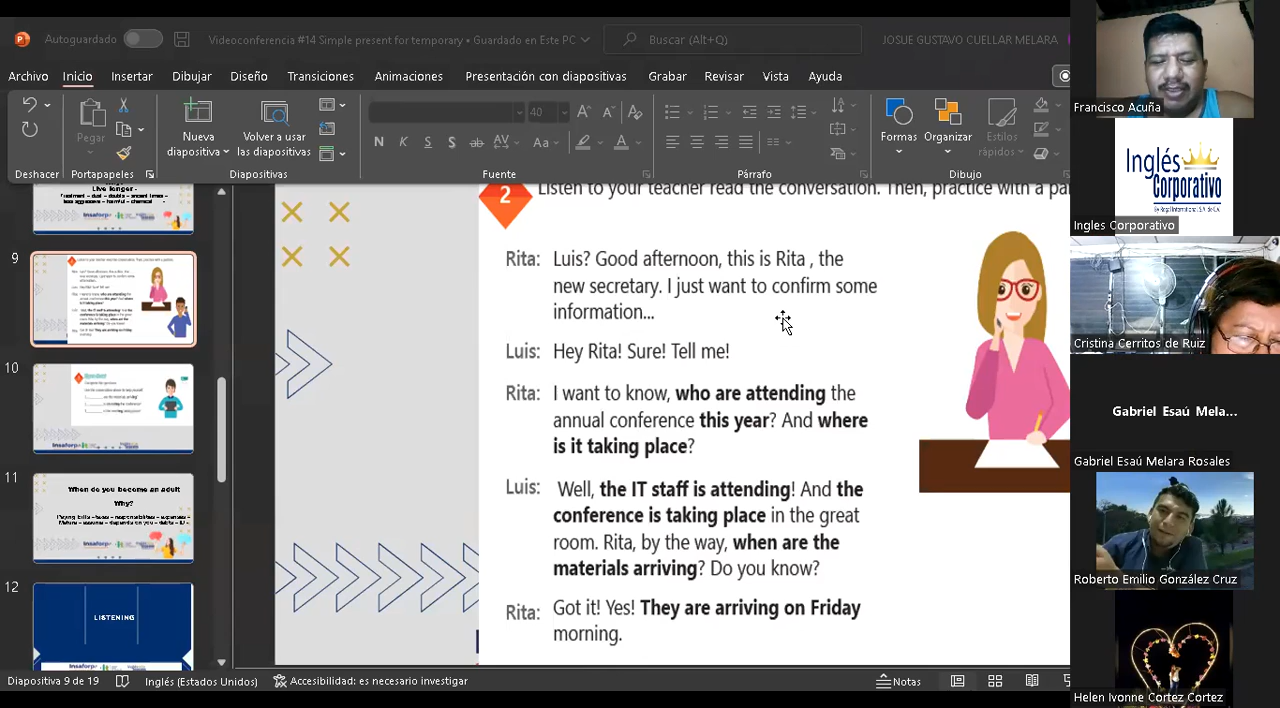 Autoguardado
Videoconferencia #14 Simple present for temporary • Guardado en Este PC
Buscar (Alt+Q)
JOSUE GUSTAVO CUELLAR MELARA
Archivo Inicio Insertar Dibujar Diseño Transiciones Animaciones Presentación con diapositivas Grabar Revisar Vista Ayuda
Pegar
Nueva diapositiva
Volver a usar las diapositivas
40
N K S S ab AV Aa A
Formas Organizar Estilos rápidos
Deshacer Portapapeles Diapositivas Fuente Párrafo Dibujo
Live longer -
9
10
11
When do you become an adult
Why?
12
LISTENING
2 Listen to your teacher read the conversation. Then, practice with a pa
Rita: Luis? Good afternoon, this is Rita , the
new secretary. I just want to confirm some
information...
Luis: Hey Rita! Sure! Tell me!
Rita: I want to know, who are attending the
annual conference this year? And where
is it taking place?
Luis: Well, the IT staff is attending! And the
conference is taking place in the great
room. Rita, by the way, when are the
materials arriving? Do you know?
Rita: Got it! Yes! They are arriving on Friday
morning.
Diapositiva 9 de 19 Inglés (Estados Unidos) Accesibilidad: es necesario investigar Notas
Francisco Acuña
Inglés
Corporativo
Ingles Corporativo
Cristina Cerritos de Ruiz
Gabriel Esaú Mela...
Gabriel Esaú Melara Rosales
Roberto Emilio González Cruz
Helen Ivonne Cortez Cortez